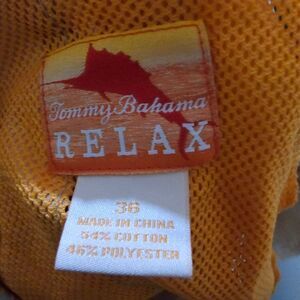 Tommy Bahama
RELAX
36
MADE IN CHINA
54% COTTON
46% POLYESTER